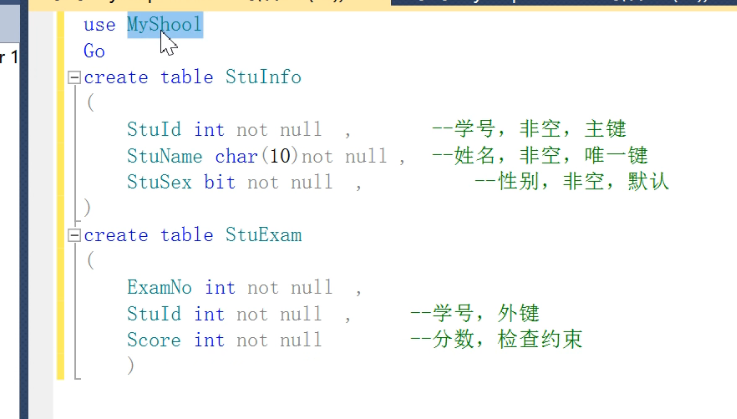 use MyShool
Go
create table StuInfo
(
StuId int not null , --学号，非空，主键
StuName char(10)not null , --姓名，非空，唯一键
StuSex bit not null , --性别，非空，默认
)
create table StuExam
(
ExamNo int not null ,
StuId int not null , --学号，外键
Score int not null --分数，检查约束
)
r 1